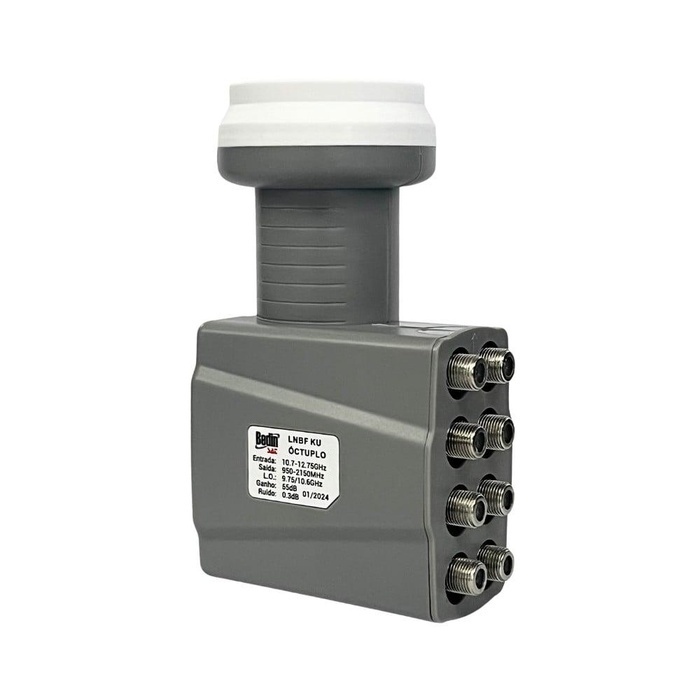 Bedin Sat
LNBF KU
ÓCTUPLO
Entrada: 10.7-12.75GHz
Saída: 950-2150MHz
L.O.: 9.75/10.6GHz
Ganho: 55dB
Ruído: 0.3dB 01/2024